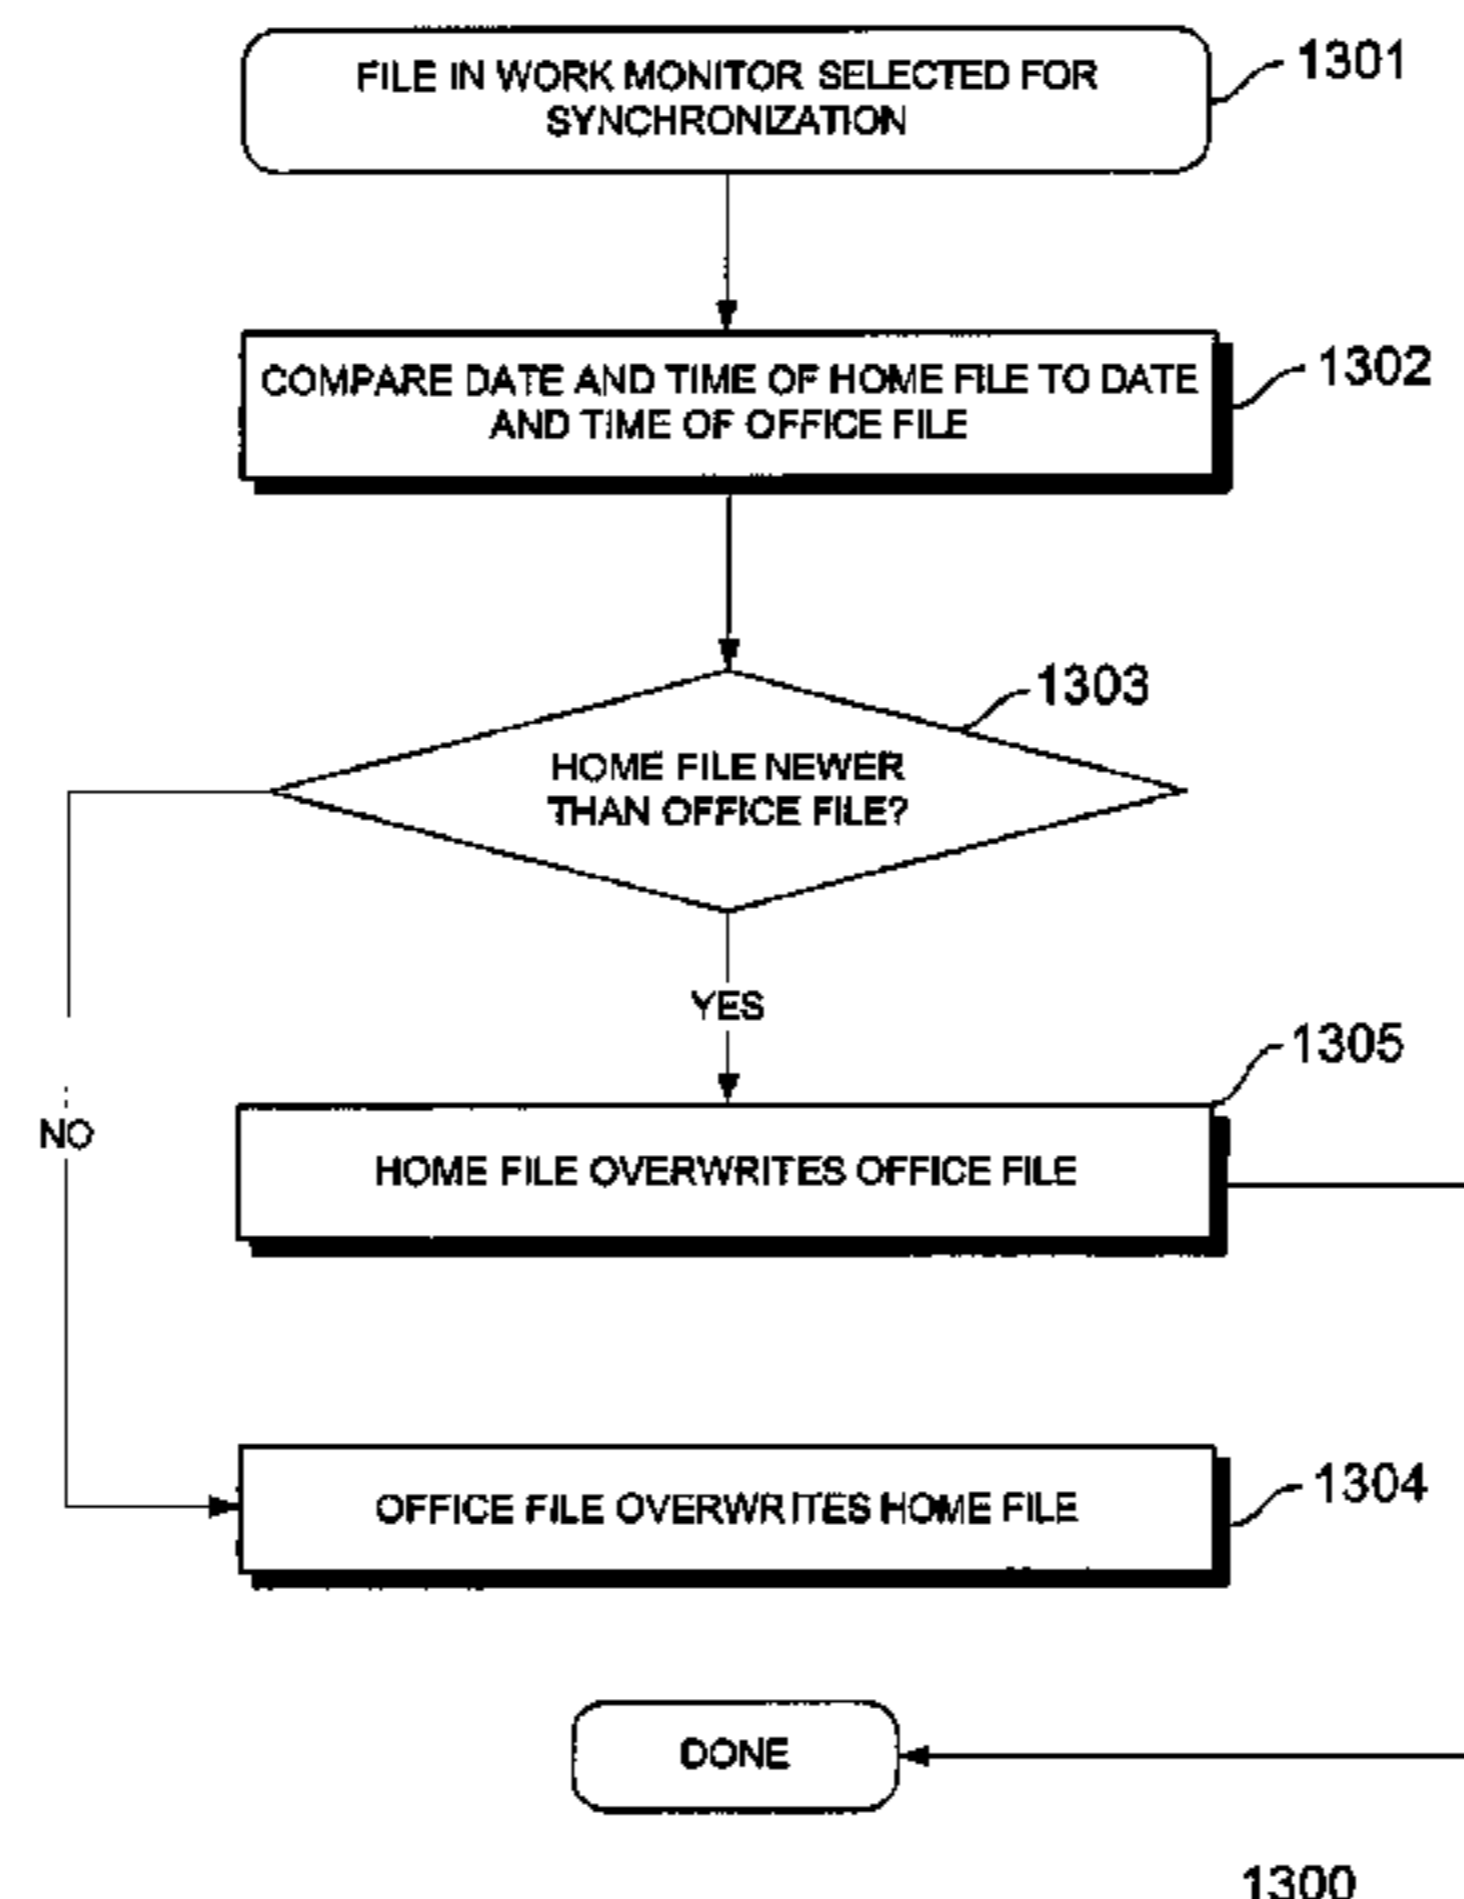 FILE IN WORK MONITOR SELECTED FOR
SYNCHRONIZATION
1301
COMPARE DATE AND TIME OF HOME FILE TO DATE
AND TIME OF OFFICE FILE
1302
1303
HOME FILE NEWER
THAN OFFICE FILE?
YES
1305
NO
HOME FILE OVERWRITES OFFICE FILE
1304
OFFICE FILE OVERWRITES HOME FILE
DONE
1300